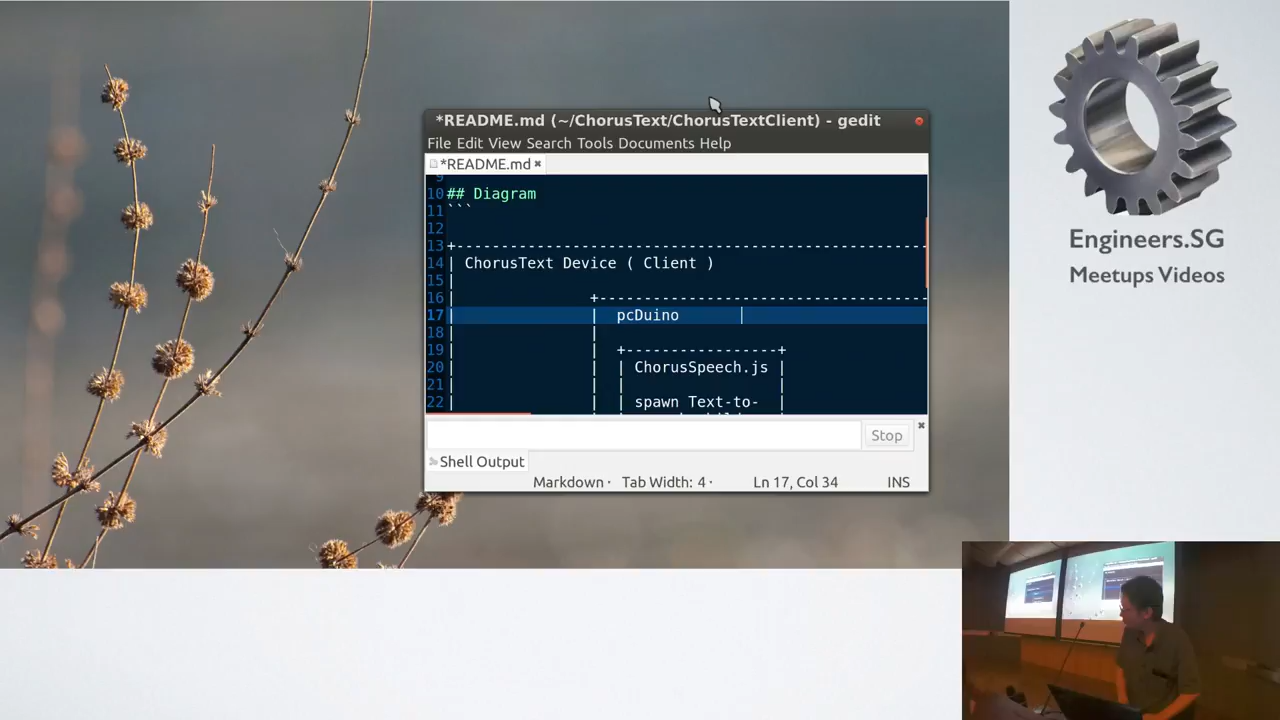 *README.md (~/ChorusText/ChorusTextClient) - gedit
File Edit View Search Tools Documents Help
*README.md
9
10 ## Diagram
11 ```
12
13 +-----------------------------------------------------
14 | ChorusText Device ( Client )
15 |
16 |               +-------------------------------------
17 |               |  pcDuino
18 |               |
19 |               |  +-----------------+
20 |               |  | ChorusSpeech.js |
21 |               |  |                 |
22 |               |  | spawn Text-to-  |
Stop
Shell Output
Markdown
Tab Width: 4
Ln 17, Col 34
INS
Engineers.SG
Meetups Videos